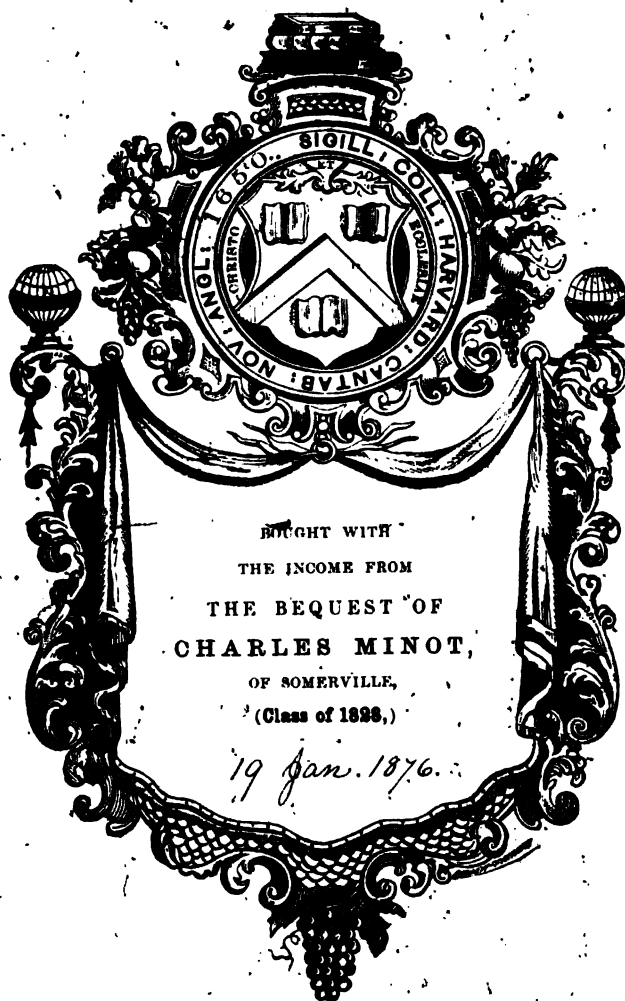 SIGILL: COLL: HARVARD: CANTAB: NOV: ANGL: 1650.
ET
CHRISTO
ECCLESIAE
BOUGHT WITH
THE INCOME FROM
THE BEQUEST OF
CHARLES MINOT,
OF SOMERVILLE,
(Class of 1828,)
19 Jan. 1876.